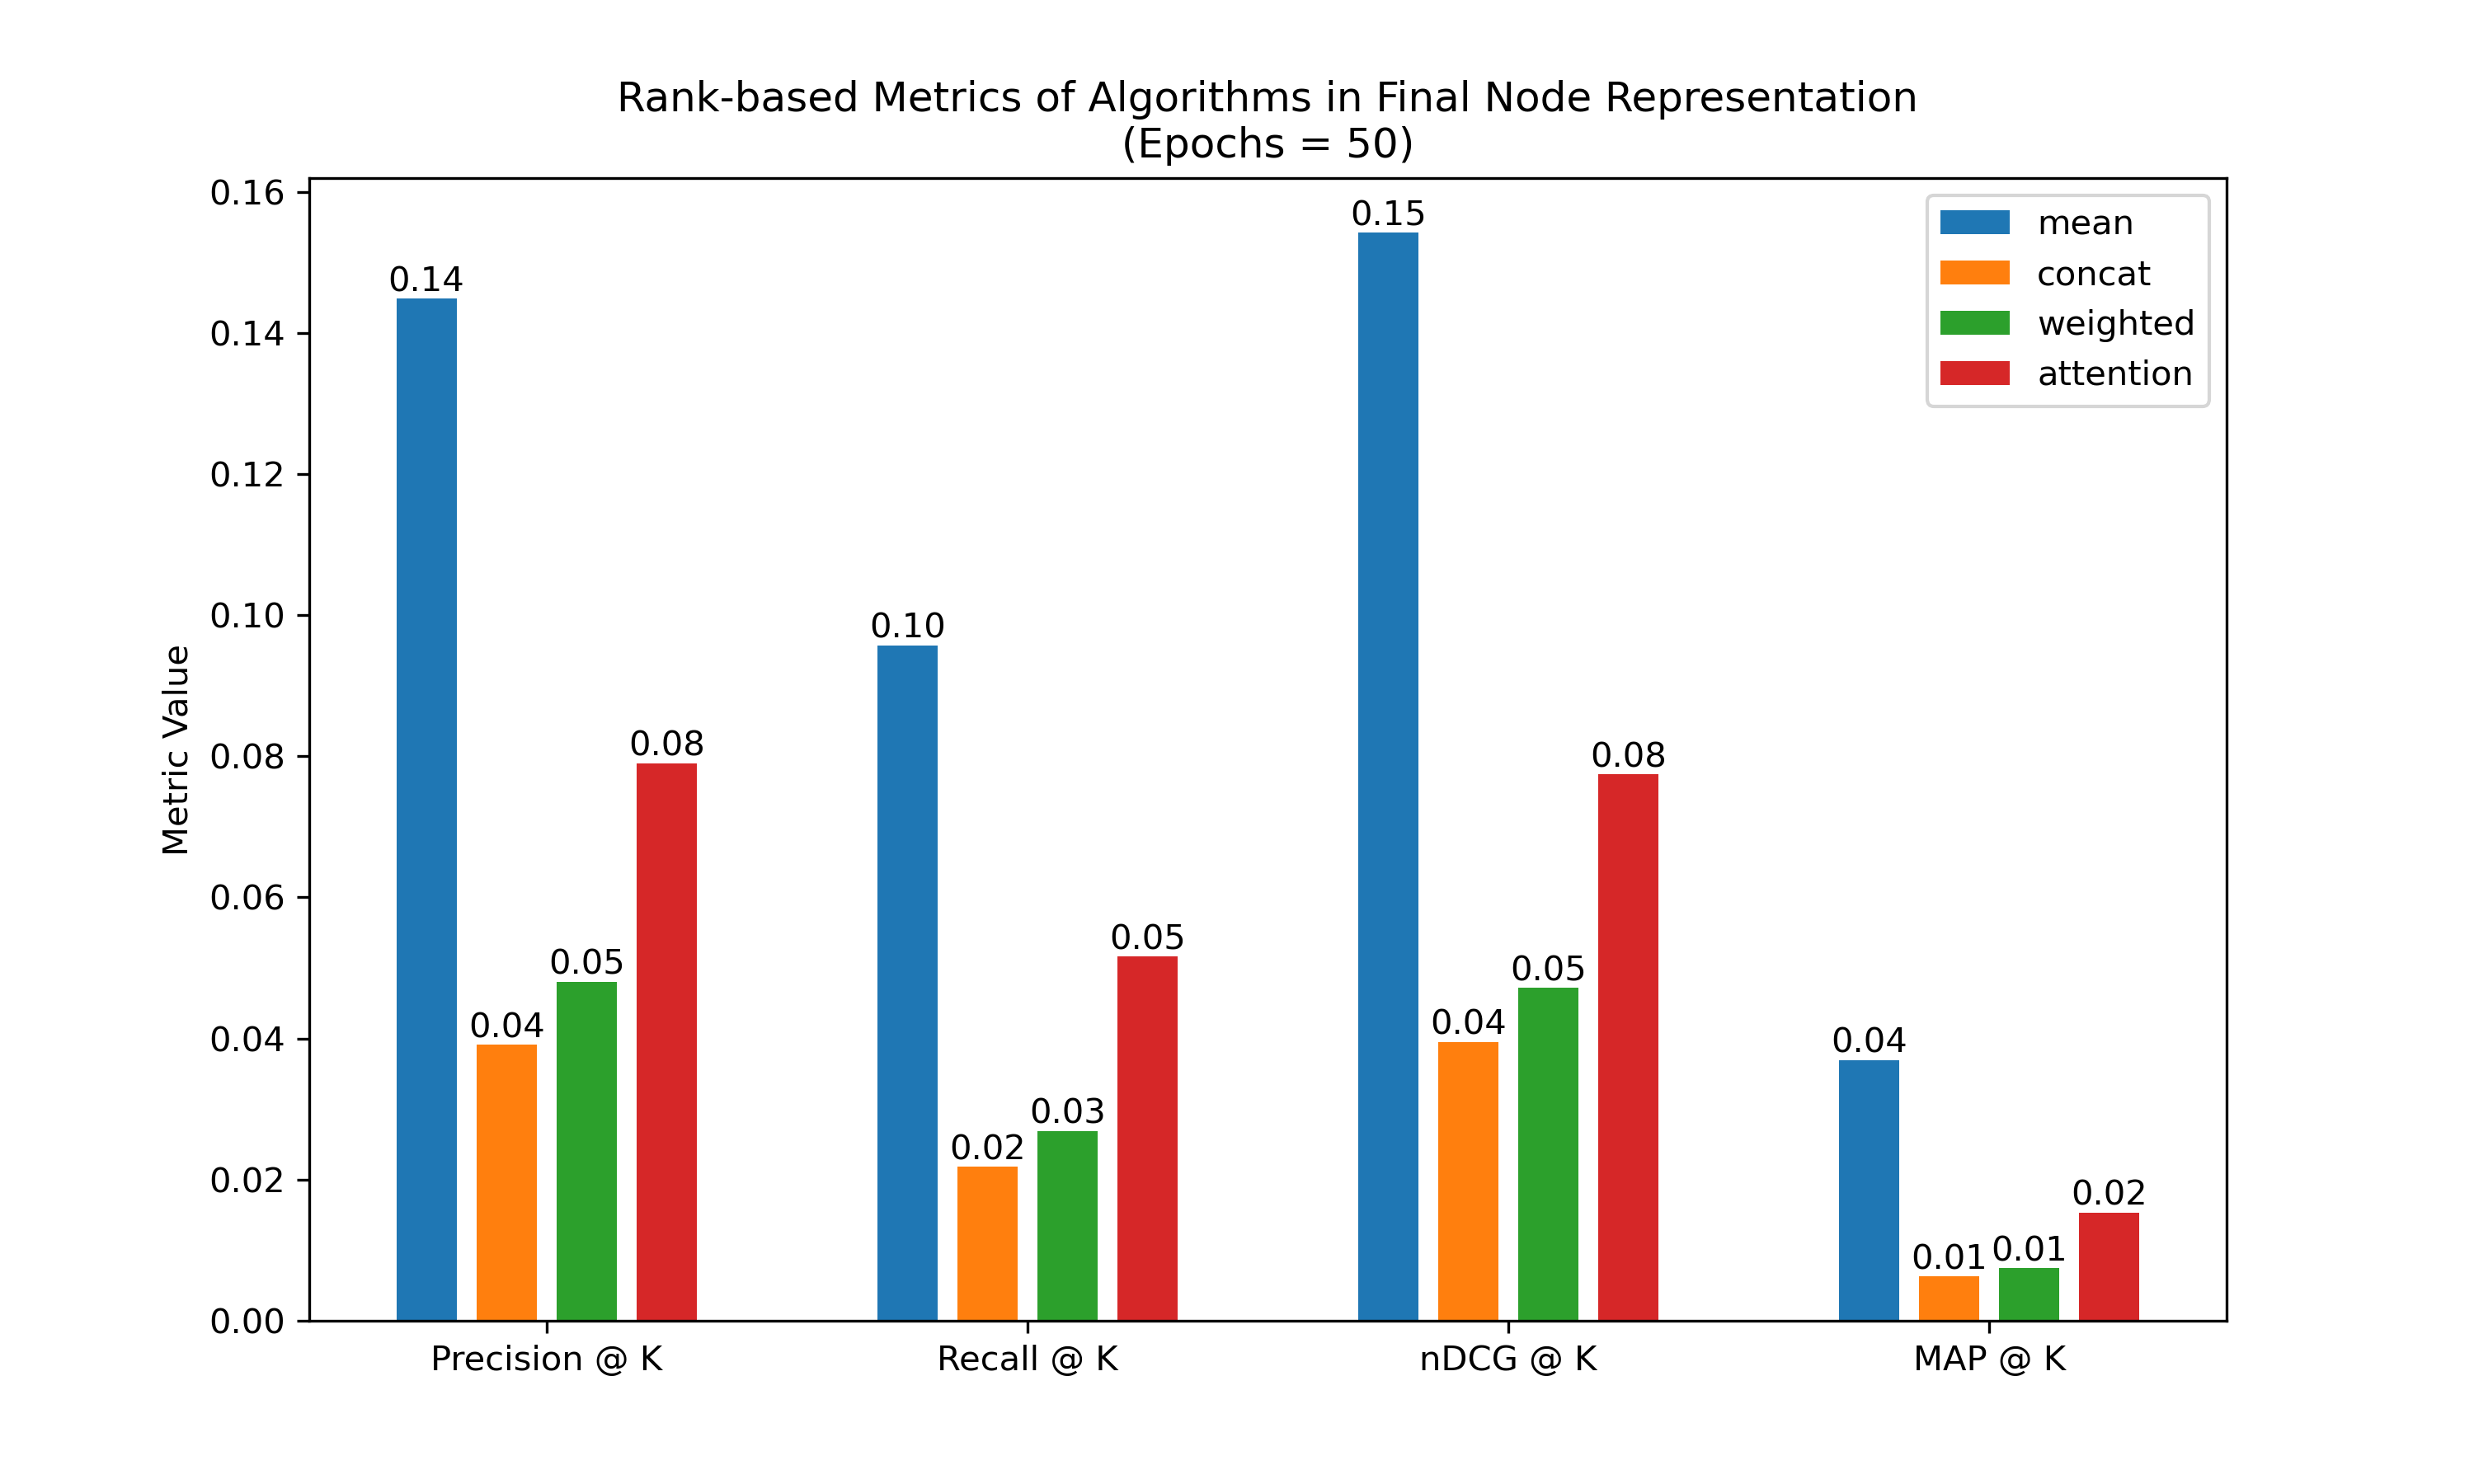 Rank-based Metrics of Algorithms in Final Node Representation
(Epochs = 50)
Metric Value
0.16
0.14
0.12
0.10
0.08
0.06
0.04
0.02
0.00
0.14
0.04
0.05
0.08
0.10
0.02
0.03
0.05
0.15
0.04
0.05
0.08
0.04
0.01
0.01
0.02
mean
concat
weighted
attention
Precision @ K
Recall @ K
nDCG @ K
MAP @ K